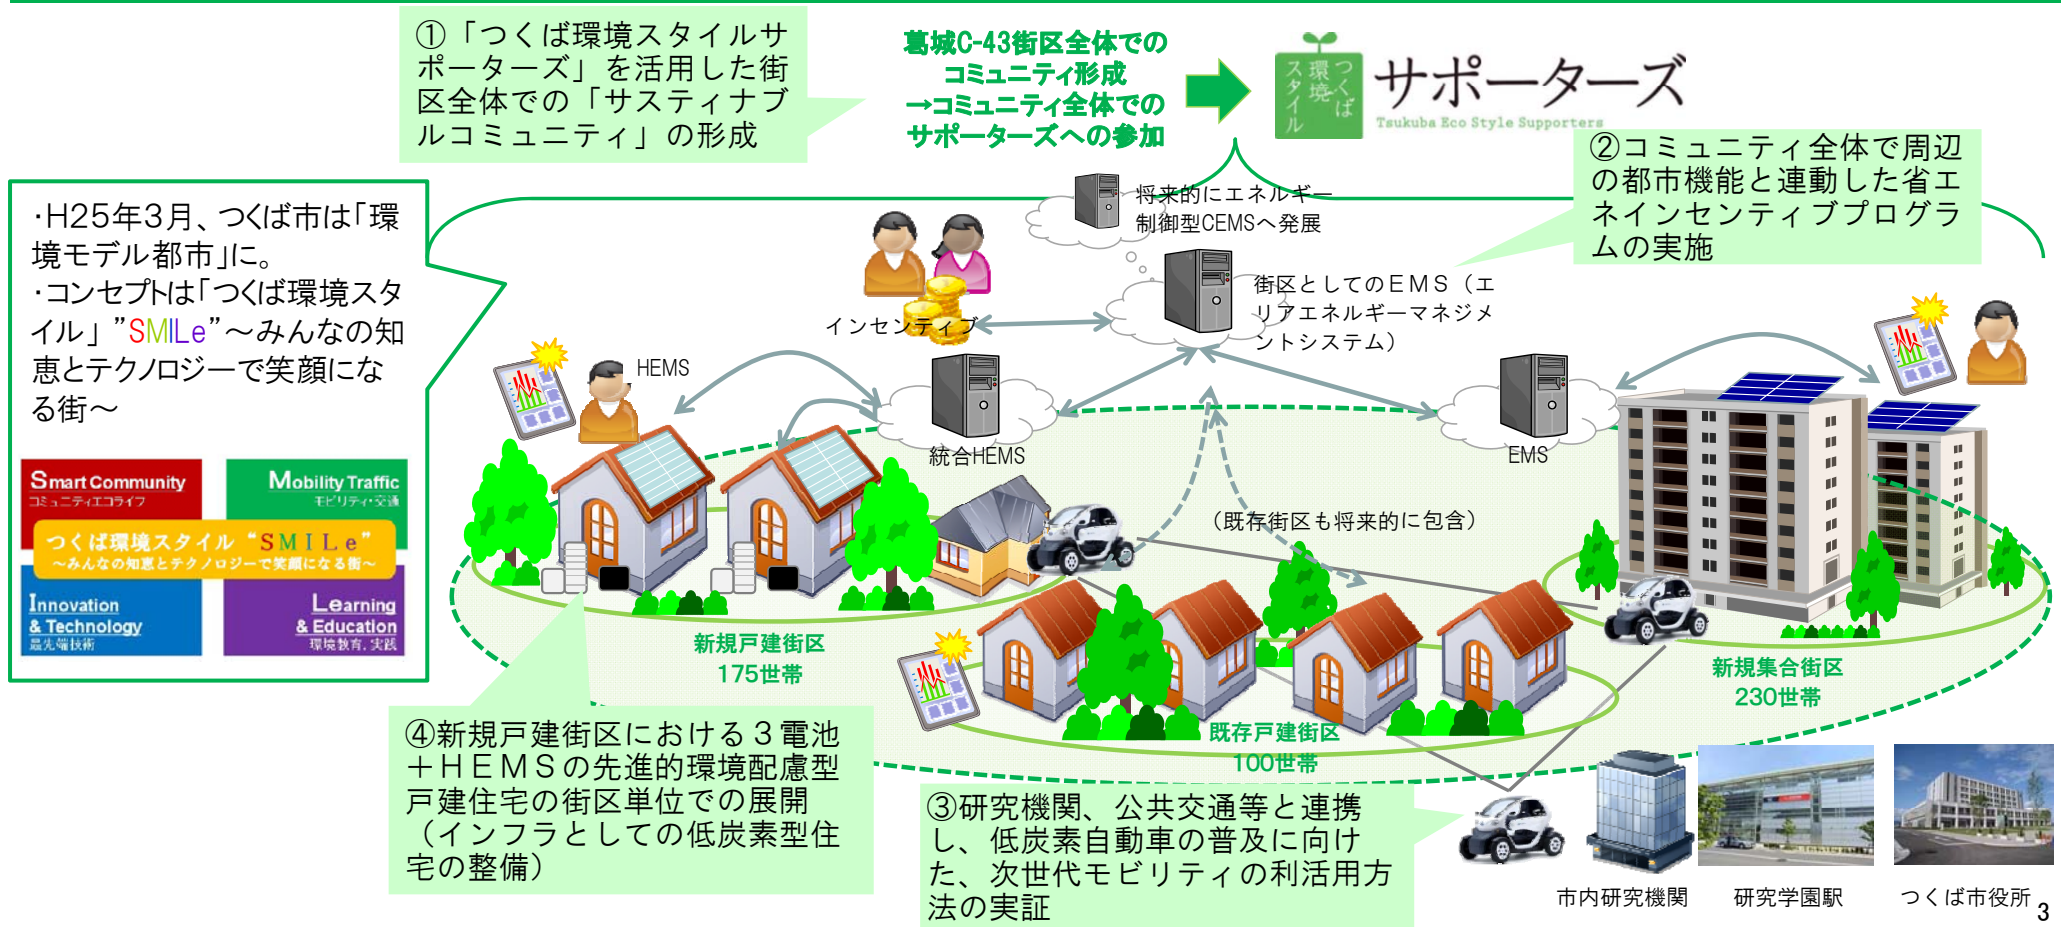 ①「つくば環境スタイルサ
ポーターズ」を活用した街
区全体での「サスティナブ
ルコミュニティ」の形成
葛城C-43街区全体での
コミュニティ形成
→コミュニティ全体での
サポーターズへの参加
つくば
環境
スタイル
サポーターズ
Tsukuba Eco Style Supporters
②コミュニティ全体で周辺
の都市機能と連動した省エ
ネインセンティブプログラ
ムの実施
・H25年3月、つくば市は「環
境モデル都市」に。
・コンセプトは「つくば環境スタ
イル」 ”SMILe”～みんなの知
恵とテクノロジーで笑顔にな
る街～
Smart Community
コミュニティエコライフ
Mobility Traffic
モビリティ・交通
つくば環境スタイル “SMILe”
～みんなの知恵とテクノロジーで笑顔になる街～
Innovation
& Technology
最先端技術
Learning
& Education
環境教育、実践
将来的にエネルギー
制御型CEMSへ発展
街区としてのEMS（エ
リアエネルギーマネジメ
ントシステム）
インセンティブ
HEMS
統合HEMS
EMS
（既存街区も将来的に包含）
新規戸建街区
175世帯
既存戸建街区
100世帯
新規集合街区
230世帯
④新規戸建街区における３電池
＋ＨＥＭＳの先進的環境配慮型
戸建住宅の街区単位での展開
（インフラとしての低炭素型住
宅の整備）
③研究機関、公共交通等と連携
し、低炭素自動車の普及に向け
た、次世代モビリティの利活用方
法の実証
市内研究機関
研究学園駅
つくば市役所
3